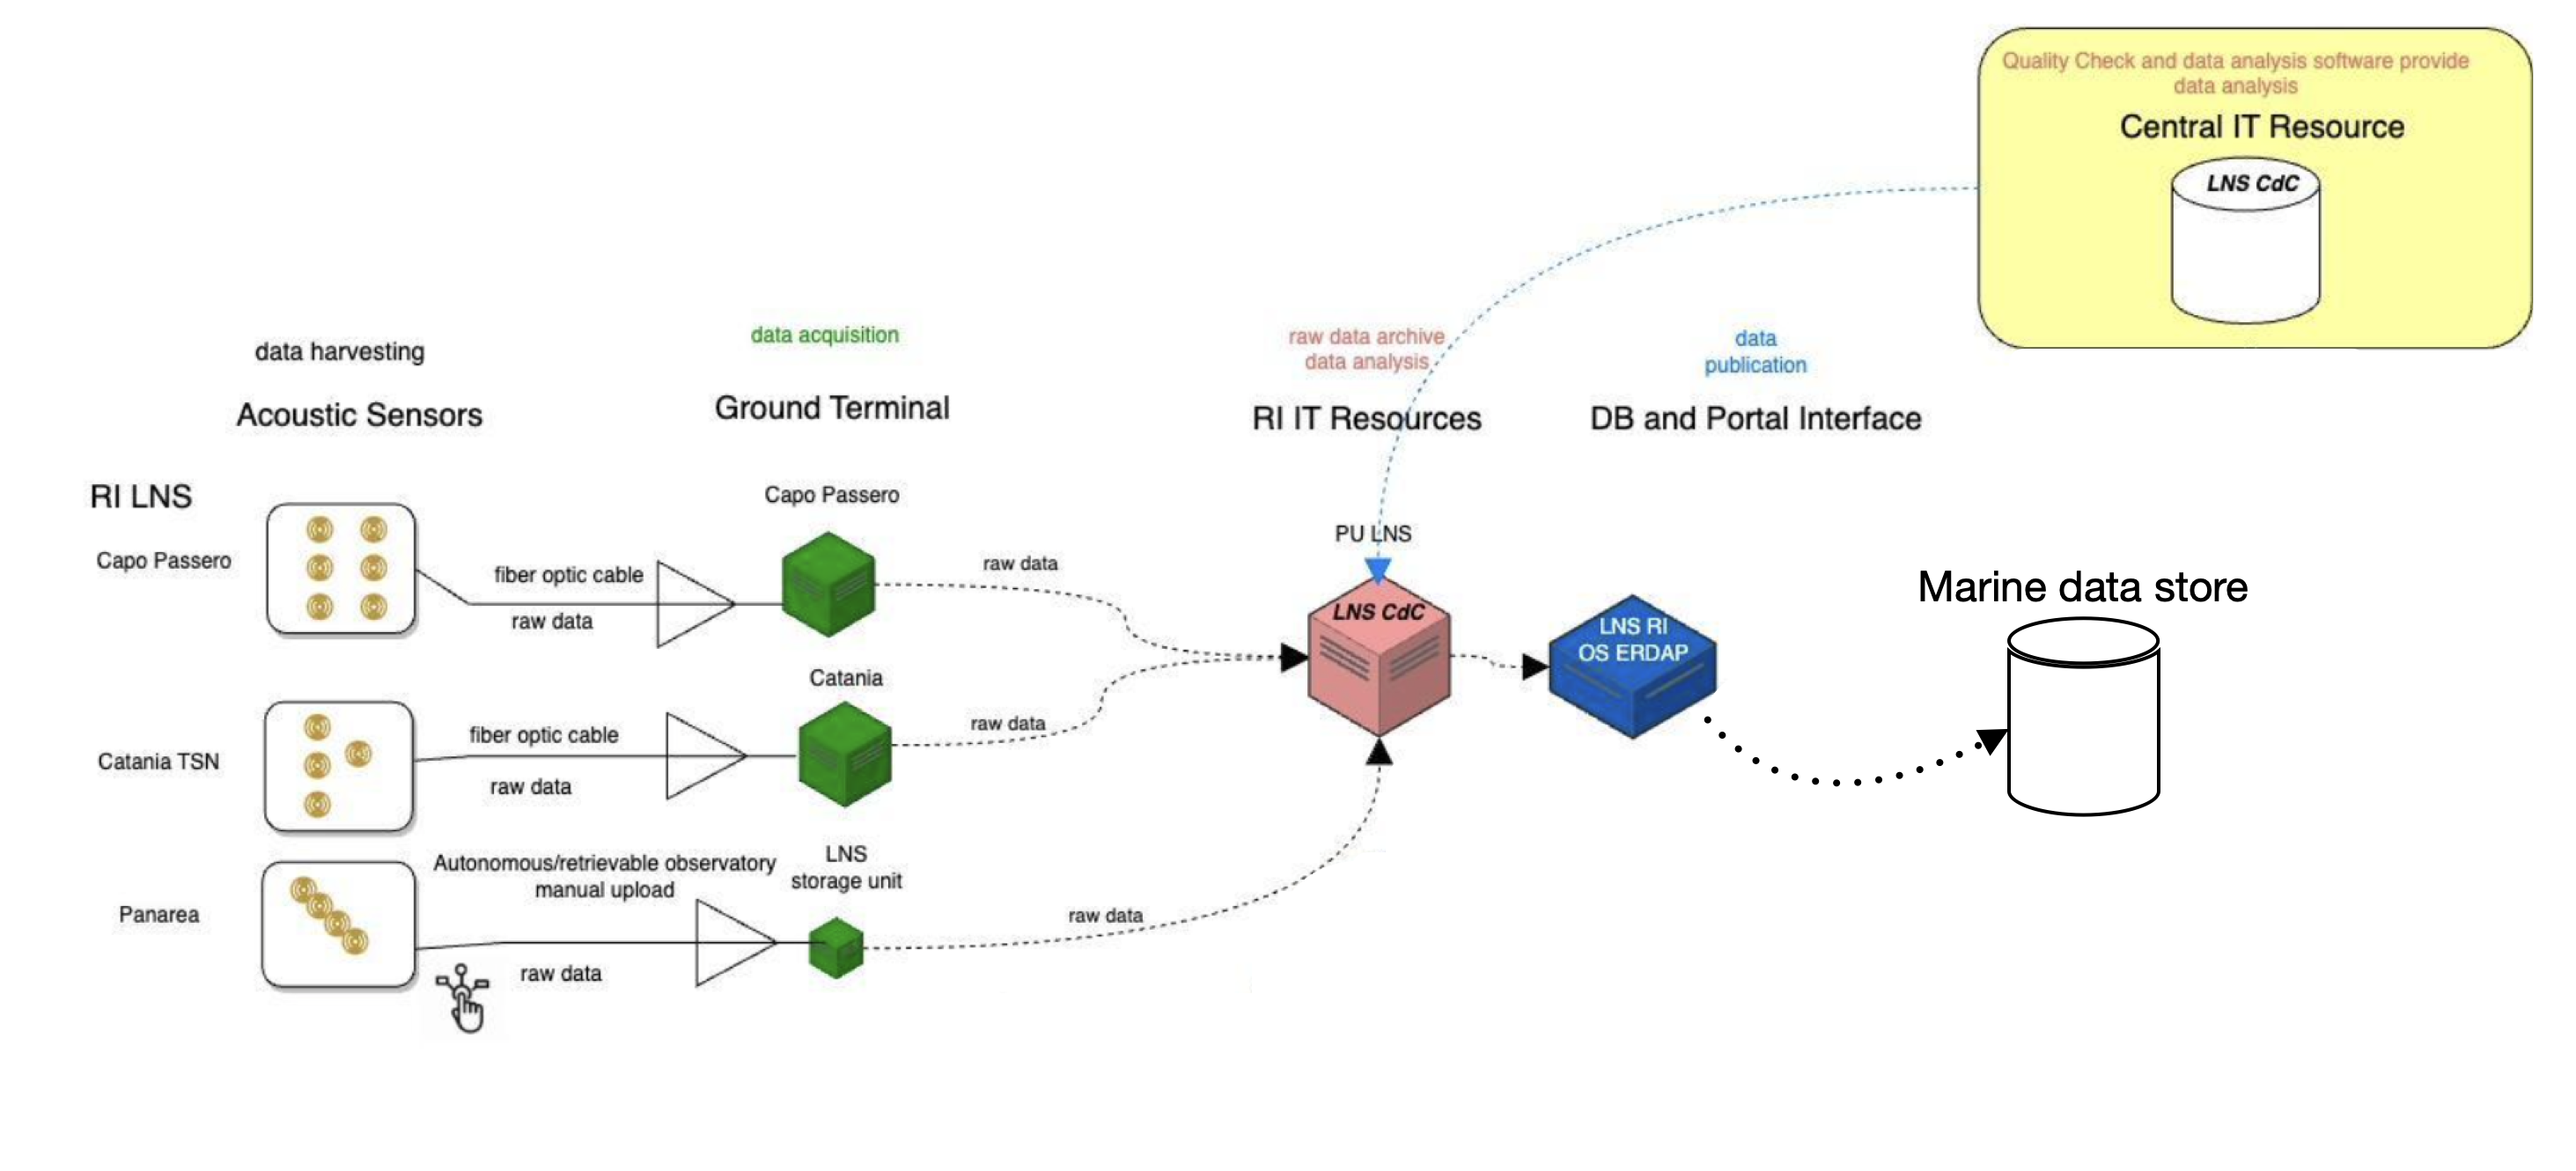 Quality Check and data analysis software provide
data analysis
Central IT Resource
LNS CdC
data harvesting
Acoustic Sensors
data acquisition
Ground Terminal
raw data archive
data analysis
RI IT Resources
data
publication
DB and Portal Interface
RI LNS
Capo Passero
fiber optic cable
raw data
Capo Passero
raw data
PU LNS
LNS CdC
LNS RI
OS ERDAP
Marine data store
Catania TSN
fiber optic cable
raw data
Catania
raw data
Panarea
Autonomous/retrievable observatory
manual upload
raw data
LNS
storage unit
raw data